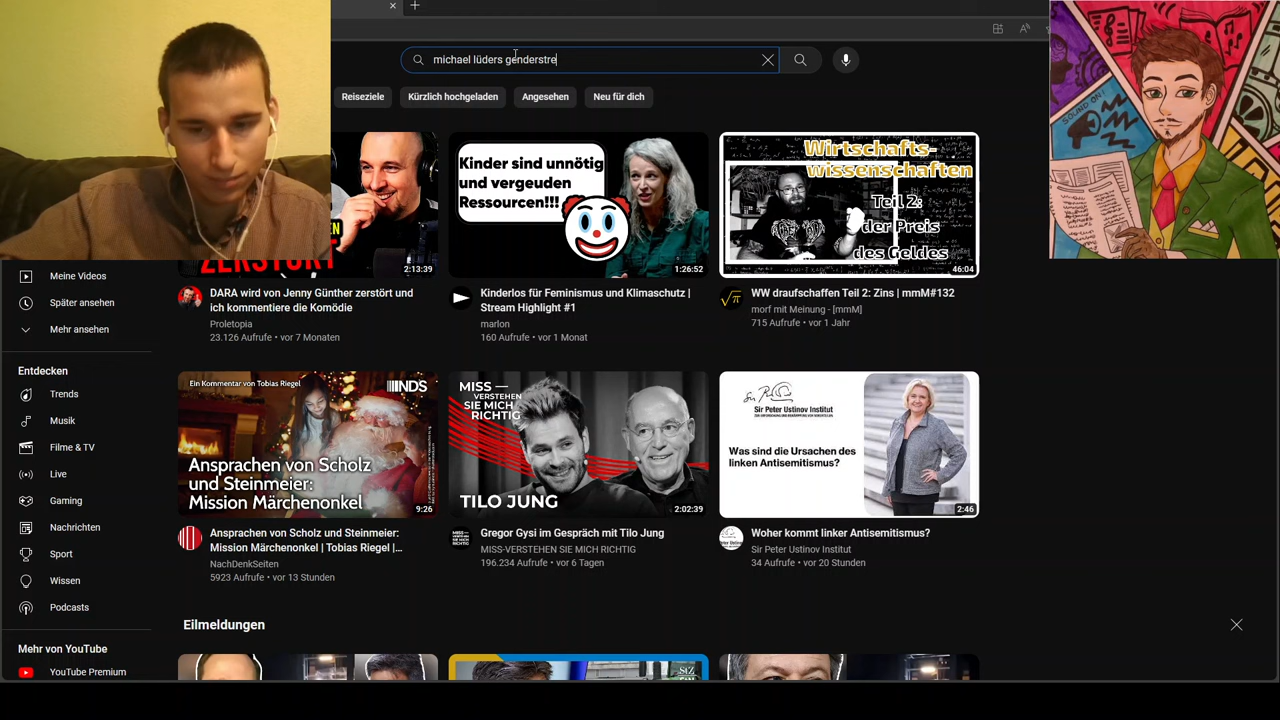 michael lüders genderstre
Reiseziele
Kürzlich hochgeladen
Angesehen
Neu für dich
SOUND ON!
EN
ZERSTÖRT
2:13:39
Kinder sind unnötig
und vergeuden
Ressourcen!!!
1:26:52
Wirtschafts-
wissenschaften
Teil 2:
der Preis
des Geldes
46:04
Meine Videos
Später ansehen
Mehr ansehen
DARA wird von Jenny Günther zerstört und
ich kommentiere die Komödie
Proletopia
23.126 Aufrufe • vor 7 Monaten
Kinderlos für Feminismus und Klimaschutz |
Stream Highlight #1
marlon
160 Aufrufe • vor 1 Monat
WW draufschaffen Teil 2: Zins | mmM#132
morf mit Meinung - [mmM]
715 Aufrufe • vor 1 Jahr
Entdecken
Trends
Musik
Filme & TV
Live
Gaming
Nachrichten
Sport
Wissen
Podcasts
Ein Kommentar von Tobias Riegel
NDS
Ansprachen von Scholz
und Steinmeier:
Mission Märchenonkel
9:26
MISS—
VERSTEHEN
SIE MICH
RICHTIG
TILO JUNG
2:02:39
Sir Peter Ustinov Institut
Was sind die Ursachen des
linken Antisemitismus?
2:46
Ansprachen von Scholz und Steinmeier:
Mission Märchenonkel | Tobias Riegel |...
NachDenkSeiten
5923 Aufrufe • vor 13 Stunden
Gregor Gysi im Gespräch mit Tilo Jung
MISS-VERSTEHEN SIE MICH RICHTIG
196.234 Aufrufe • vor 6 Tagen
Woher kommt linker Antisemitismus?
Sir Peter Ustinov Institut
34 Aufrufe • vor 20 Stunden
Eilmeldungen
Mehr von YouTube
YouTube Premium
SZ